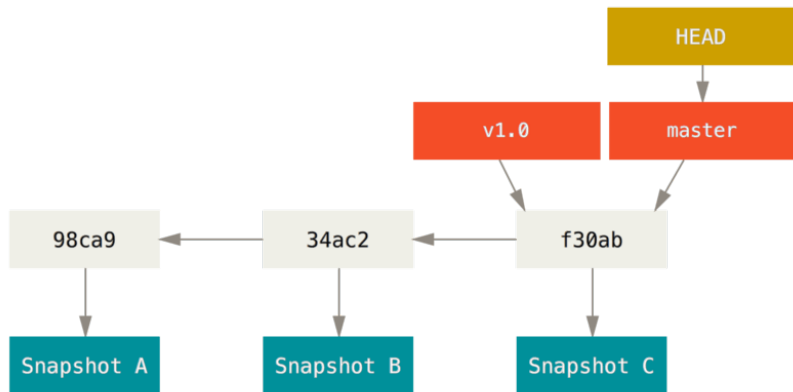 HEAD
v1.0
master
98ca9
34ac2
f30ab
Snapshot A
Snapshot B
Snapshot C